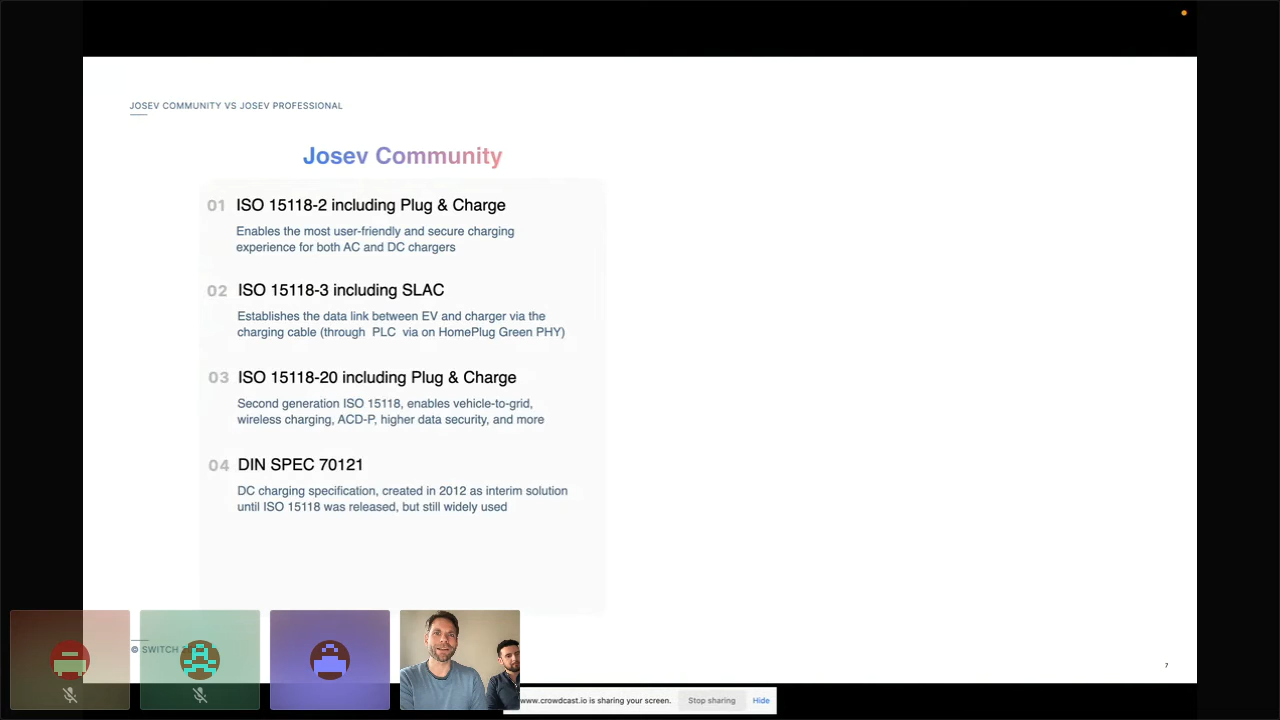 JOSEV COMMUNITY VS JOSEV PROFESSIONAL
Josev Community
01 ISO 15118-2 including Plug & Charge
Enables the most user-friendly and secure charging
experience for both AC and DC chargers
02 ISO 15118-3 including SLAC
Establishes the data link between EV and charger via the
charging cable (through PLC via on HomePlug Green PHY)
03 ISO 15118-20 including Plug & Charge
Second generation ISO 15118, enables vehicle-to-grid,
wireless charging, ACD-P, higher data security, and more
04 DIN SPEC 70121
DC charging specification, created in 2012 as interim solution
until ISO 15118 was released, but still widely used
© SWITCH
7
www.crowdcast.io is sharing your screen.
Stop sharing
Hide